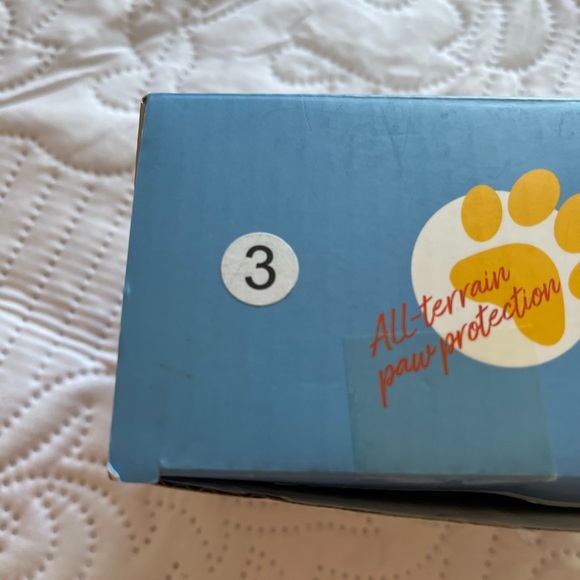 3
All-terrain
paw protection